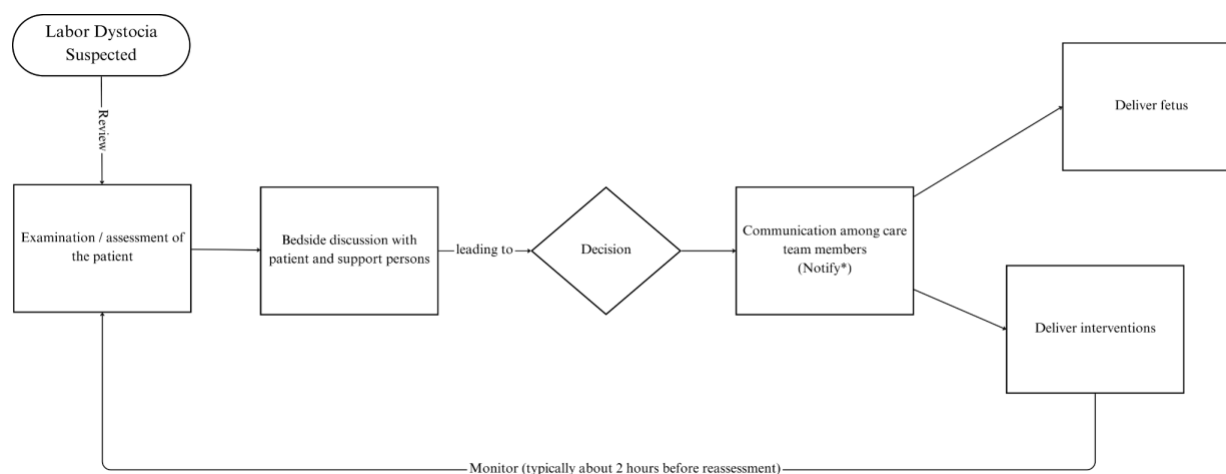 Labor Dystocia
Suspected
Review
Examination / assessment of
the patient
Bedside discussion with
patient and support persons
leading to
Decision
Communication among care
team members
(Notify*)
Deliver fetus
Deliver interventions
Monitor (typically about 2 hours before reassessment)